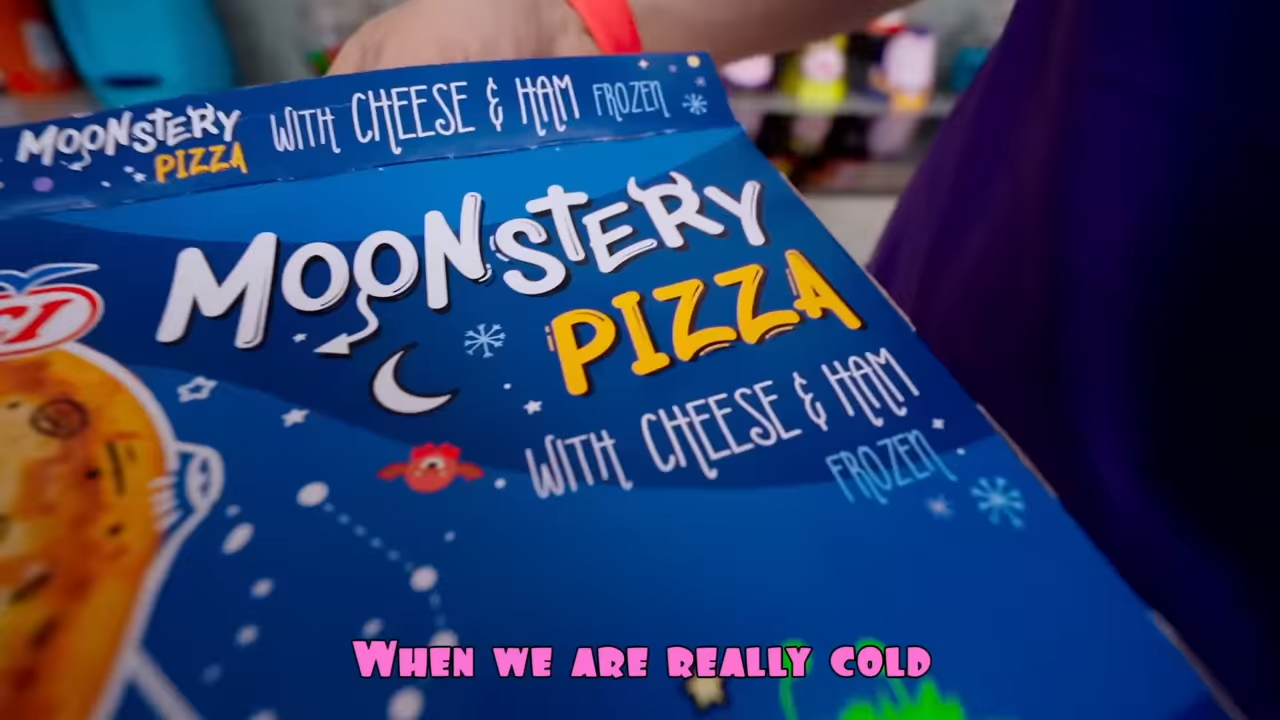 MOONSTERY
PIZZA
WITH CHEESE & HAM FROZEN
MOONSTERY
PIZZA
WITH CHEESE & HAM
FROZEN
WHEN WE ARE REALLY COLD